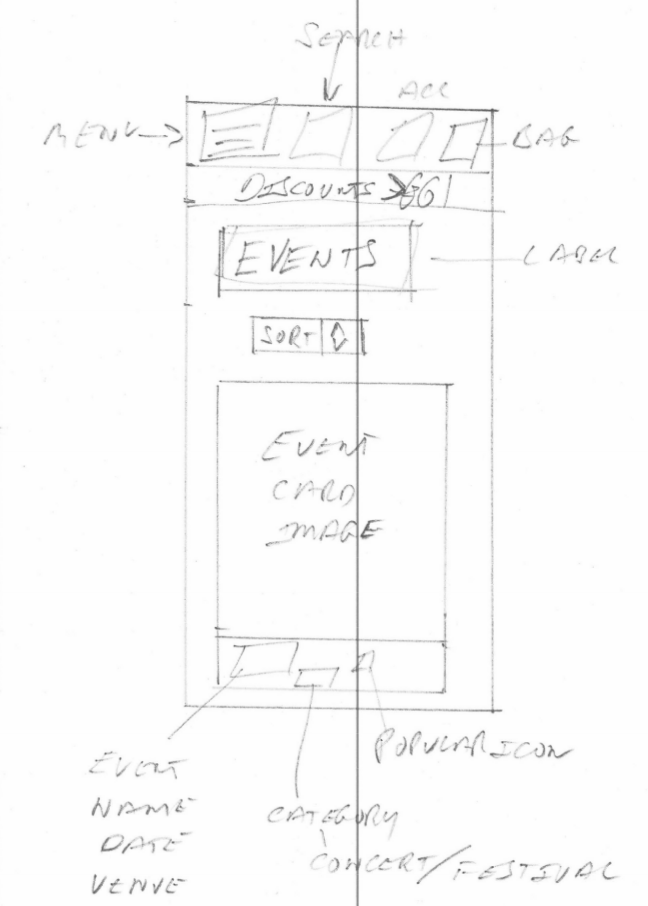 SEARCH
ACC
MENU
BAG
DISCOUNTS
EVENTS
LABEL
SORT
EVENT
CARD
IMAGE
POPULAR ICON
EVENT
NAME
DATE
VENUE
CATEGORY
CONCERT/FESTIVAL